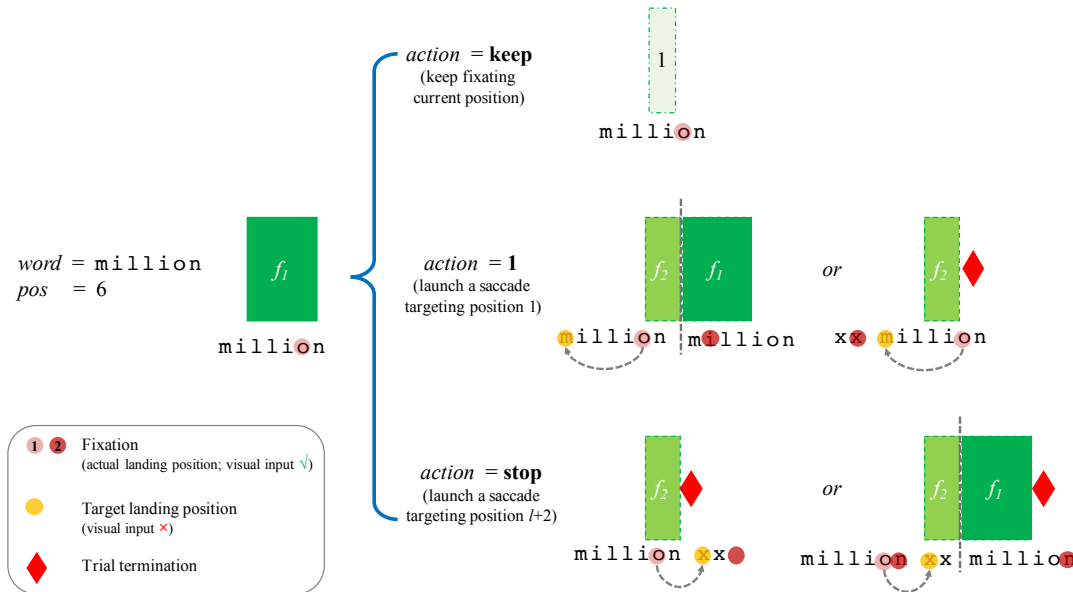 action = keep
(keep fixating
current position)
1
million
word = million
pos = 6
f1
million
action = 1
(launch a saccade
targeting position 1)
f2 f1
million million
or
f2
xx million
1 2 Fixation
(actual landing position; visual input √)
Target landing position
(visual input ×)
Trial termination
action = stop
(launch a saccade
targeting position l+2)
f2
million xx
or
f2 f1
million xx million